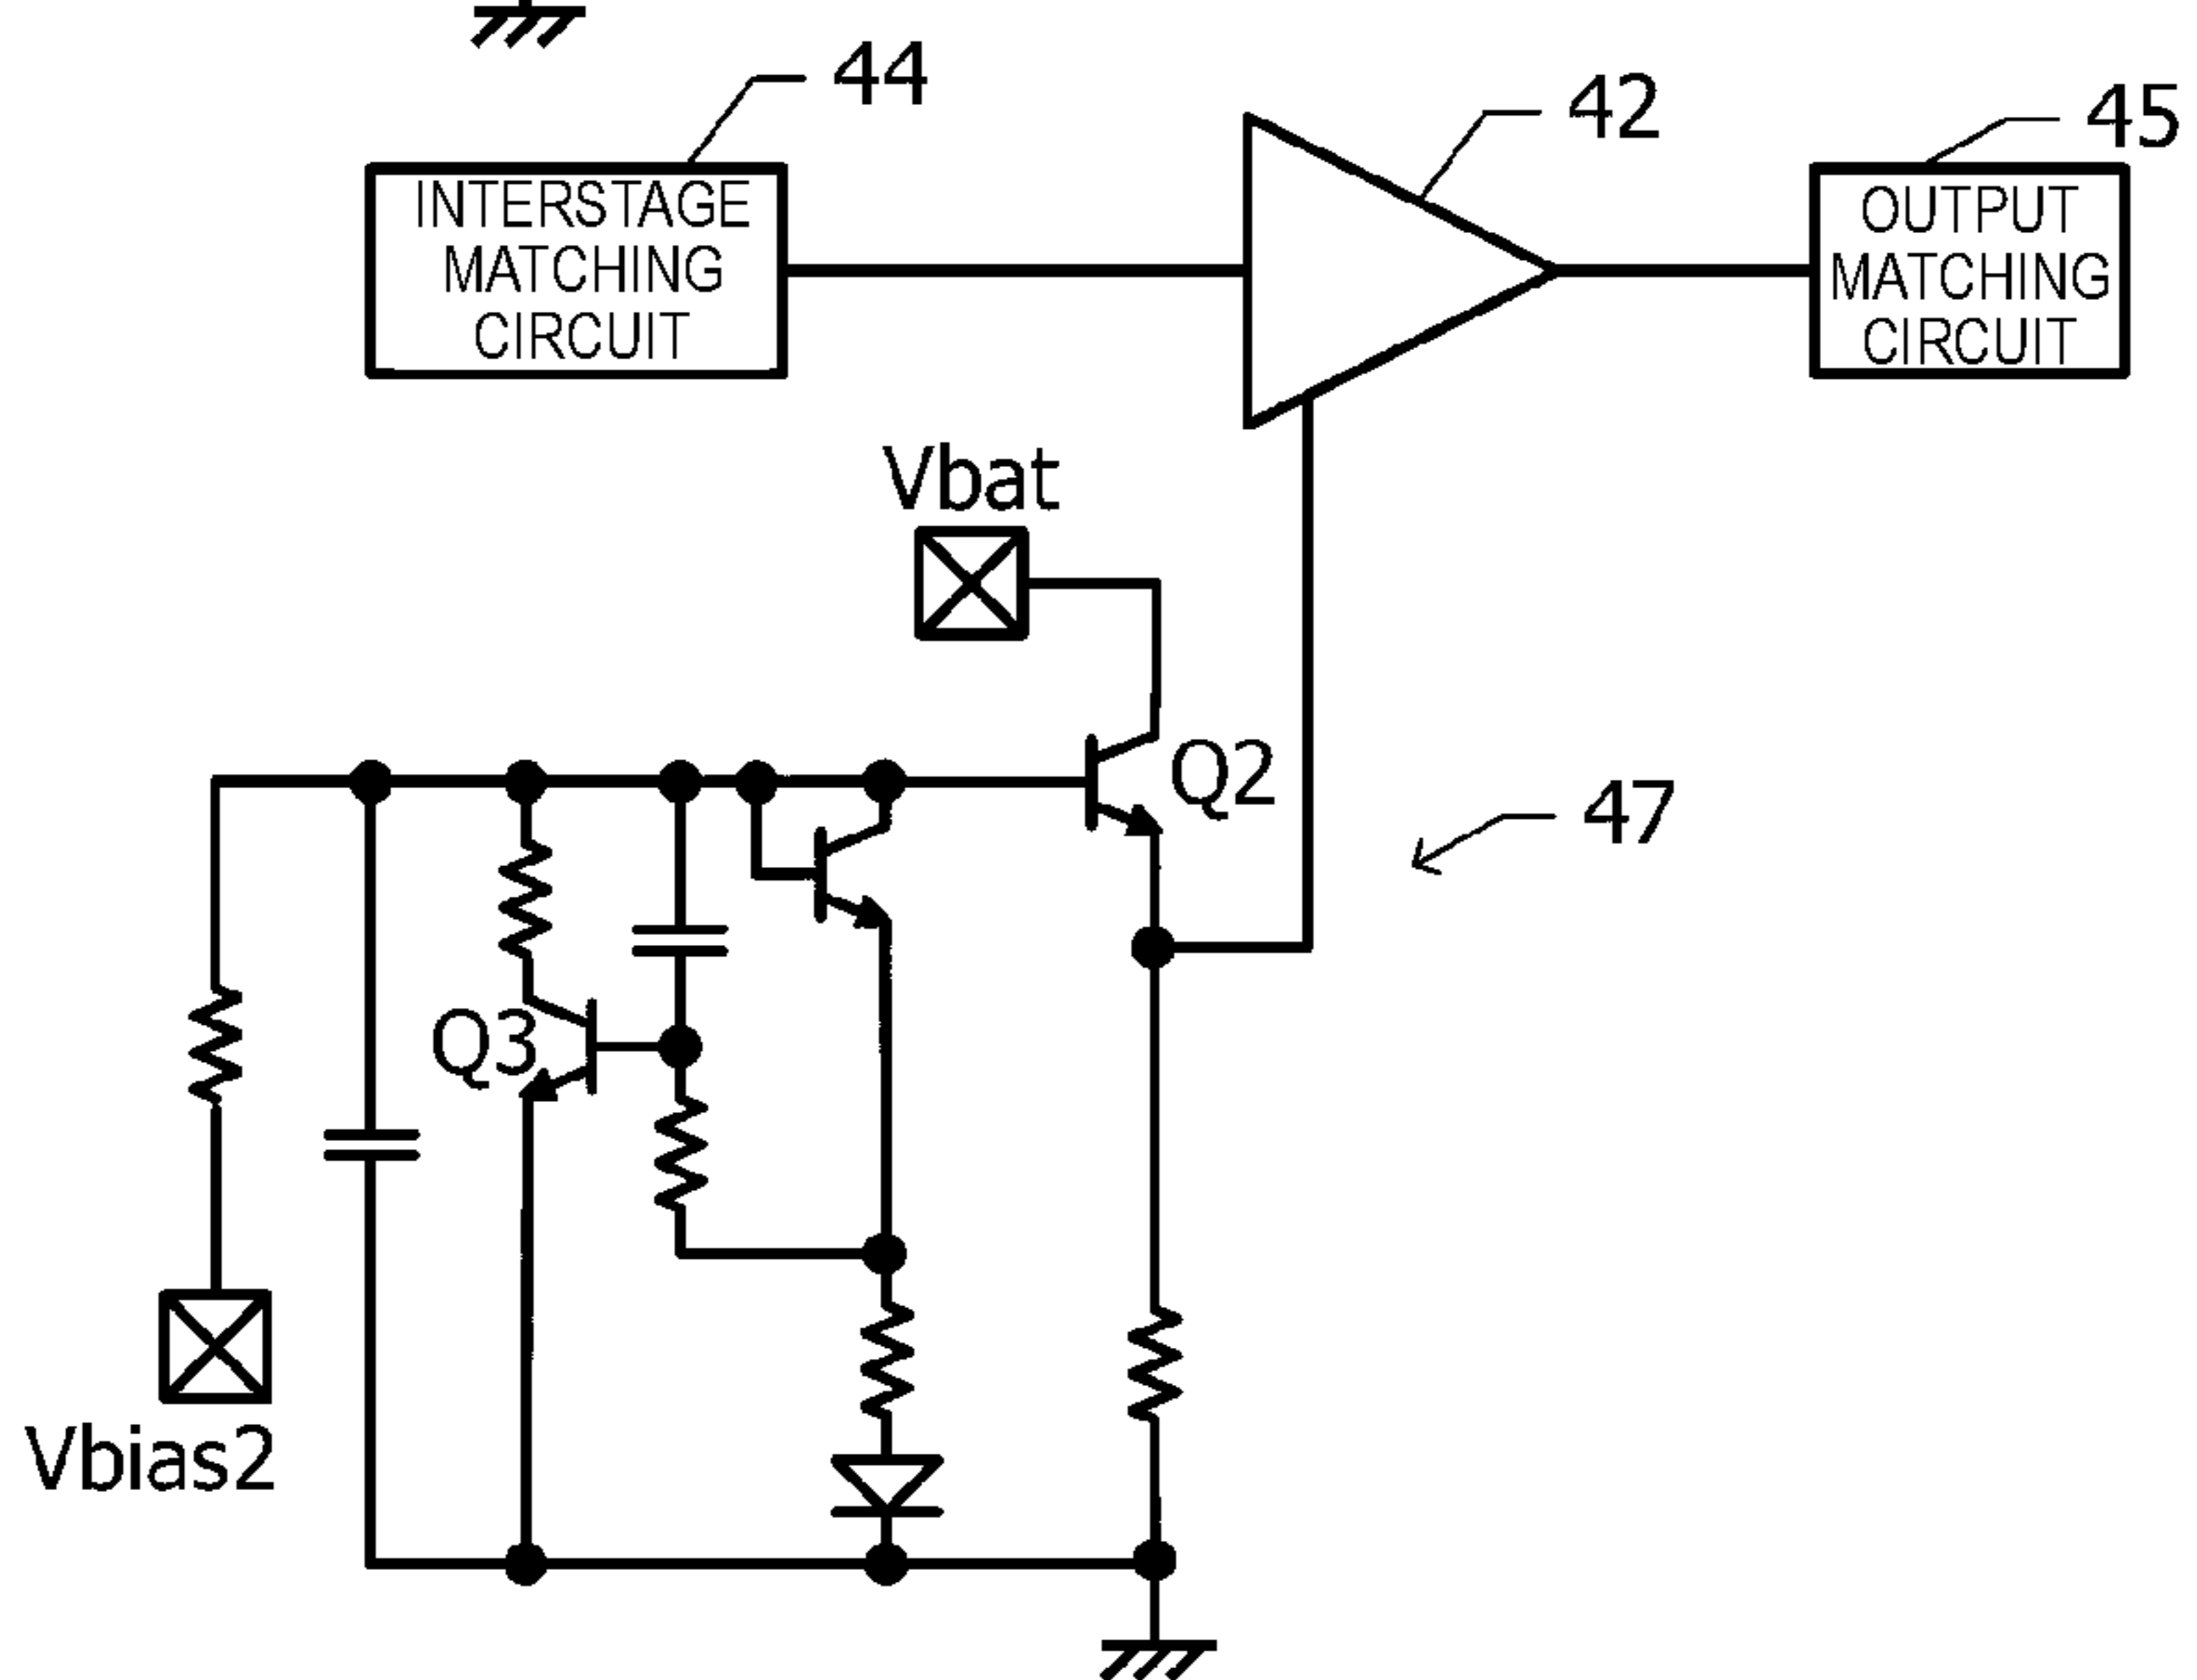 44
42
45
INTERSTAGE
MATCHING
CIRCUIT
OUTPUT
MATCHING
CIRCUIT
Vbat
Q2
47
Q3
Vbias2